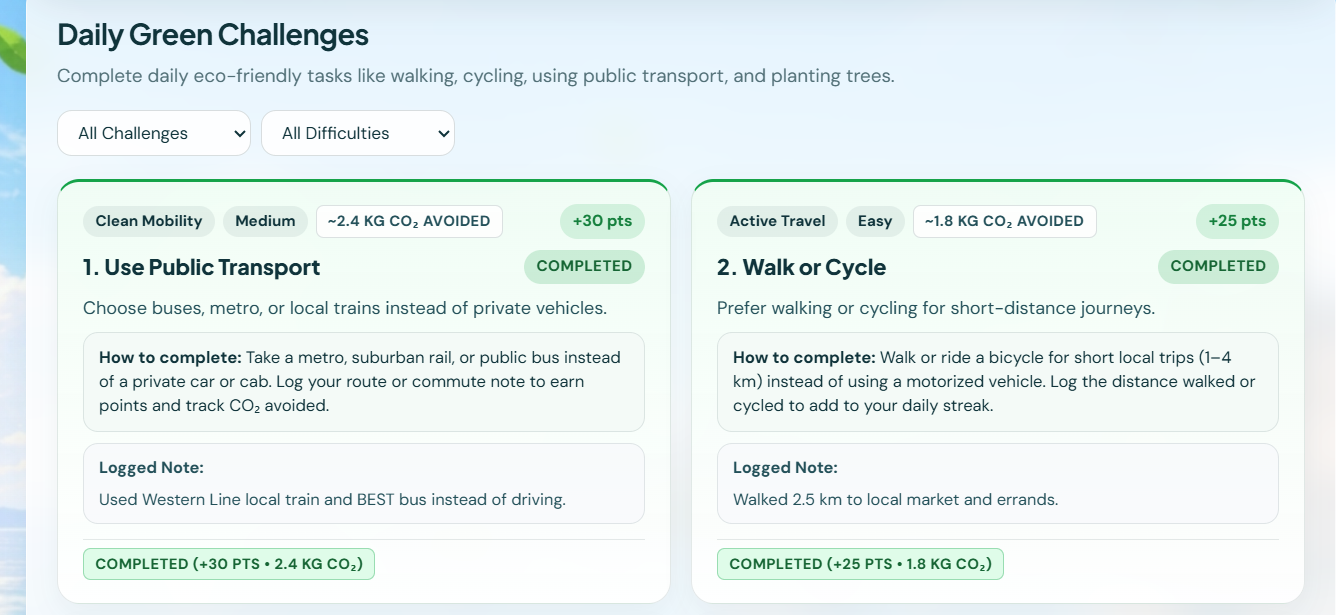 Daily Green Challenges
Complete daily eco-friendly tasks like walking, cycling, using public transport, and planting trees.
All Challenges
All Difficulties
Clean Mobility
Medium
~2.4 KG CO₂ AVOIDED
+30 pts
1. Use Public Transport
COMPLETED
Choose buses, metro, or local trains instead of private vehicles.
How to complete: Take a metro, suburban rail, or public bus instead
of a private car or cab. Log your route or commute note to earn
points and track CO₂ avoided.
Logged Note:
Used Western Line local train and BEST bus instead of driving.
COMPLETED (+30 PTS • 2.4 KG CO₂)
Active Travel
Easy
~1.8 KG CO₂ AVOIDED
+25 pts
2. Walk or Cycle
COMPLETED
Prefer walking or cycling for short-distance journeys.
How to complete: Walk or ride a bicycle for short local trips (1–4
km) instead of using a motorized vehicle. Log the distance walked or
cycled to add to your daily streak.
Logged Note:
Walked 2.5 km to local market and errands.
COMPLETED (+25 PTS • 1.8 KG CO₂)